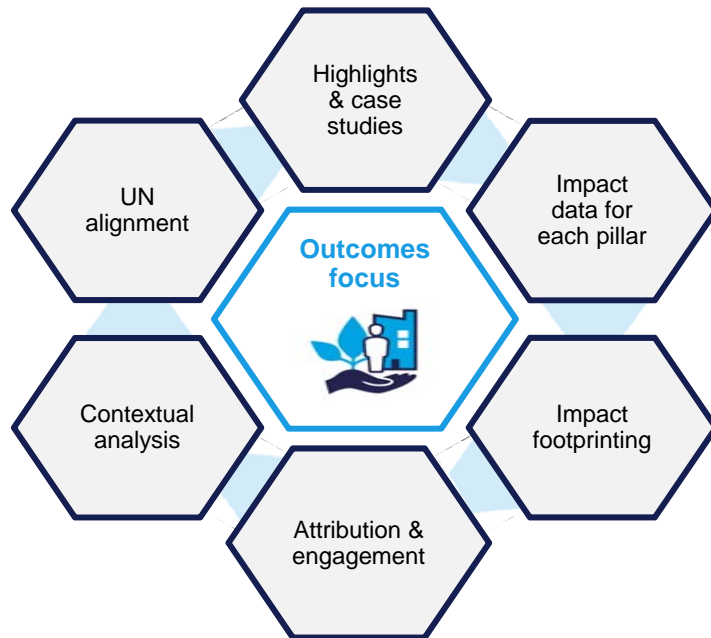 Highlights
& case
studies
UN
alignment
Impact
data for
each pillar
Outcomes
focus
Contextual
analysis
Impact
footprinting
Attribution &
engagement